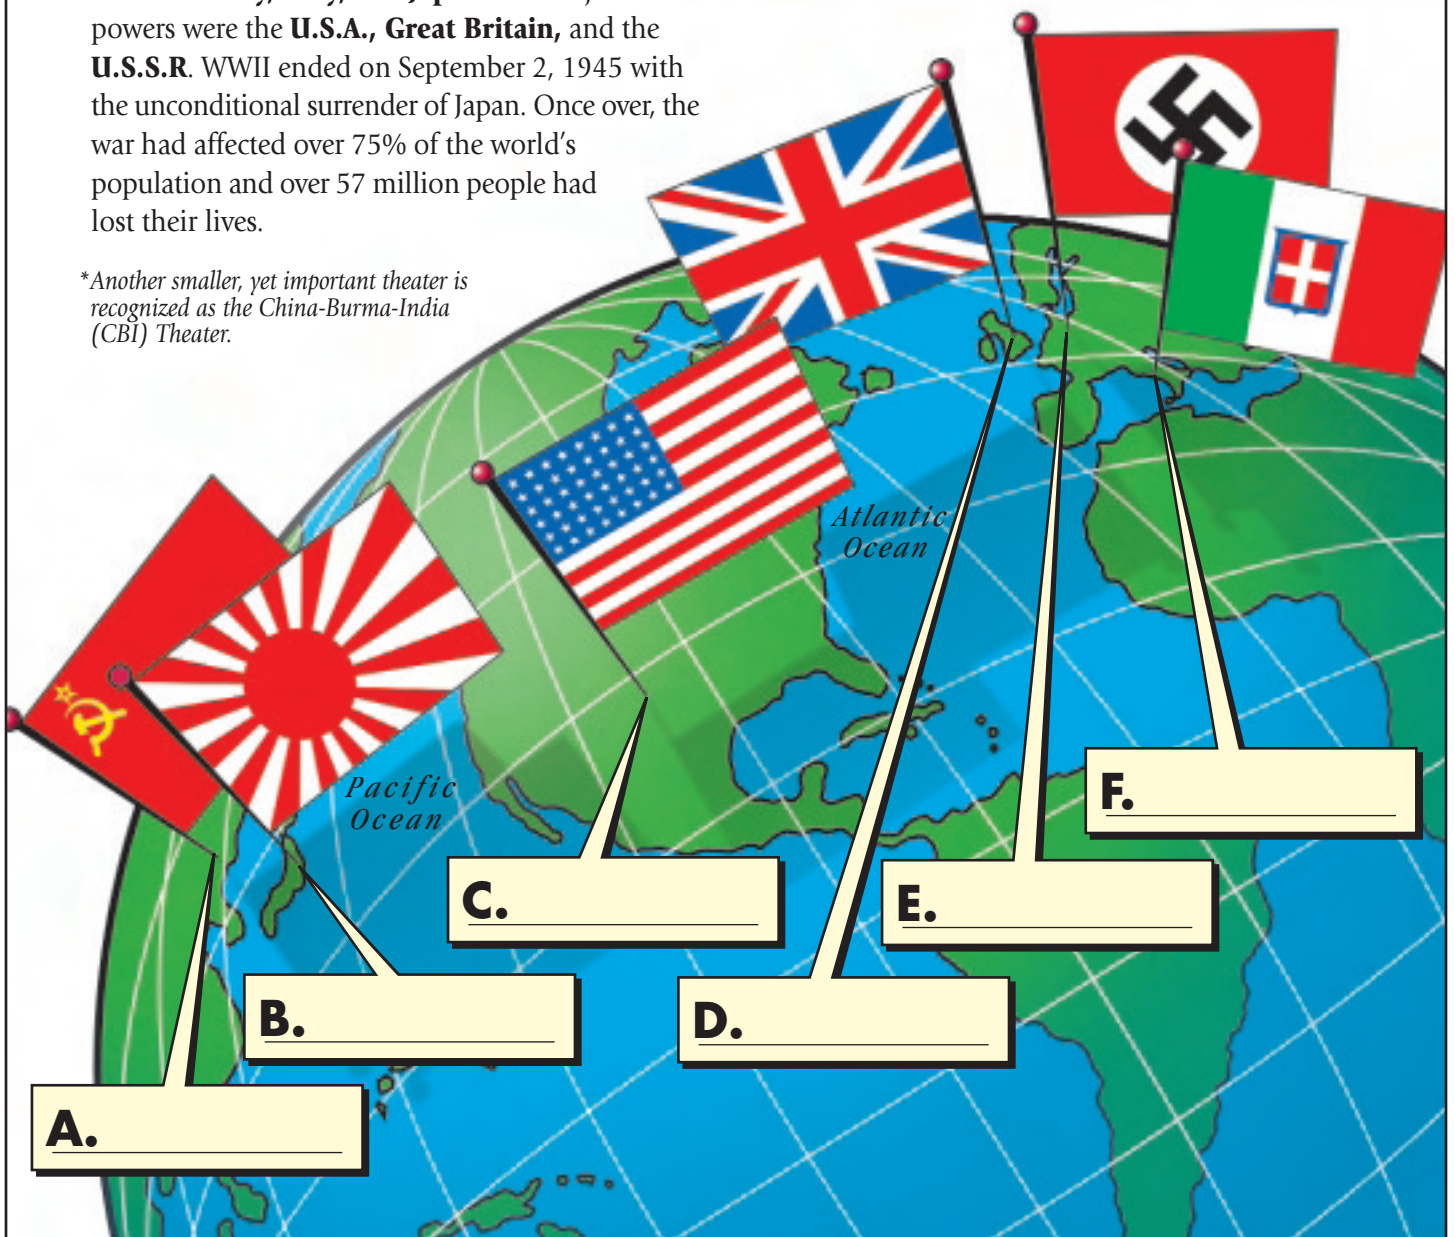 powers were the U.S.A., Great Britain, and the
U.S.S.R. WWII ended on September 2, 1945 with
the unconditional surrender of Japan. Once over, the
war had affected over 75% of the world's
population and over 57 million people had
lost their lives.
*Another smaller, yet important theater is
recognized as the China-Burma-India
(CBI) Theater.
Atlantic
Ocean
Pacific
Ocean
F.
C.
E.
B.
D.
A.